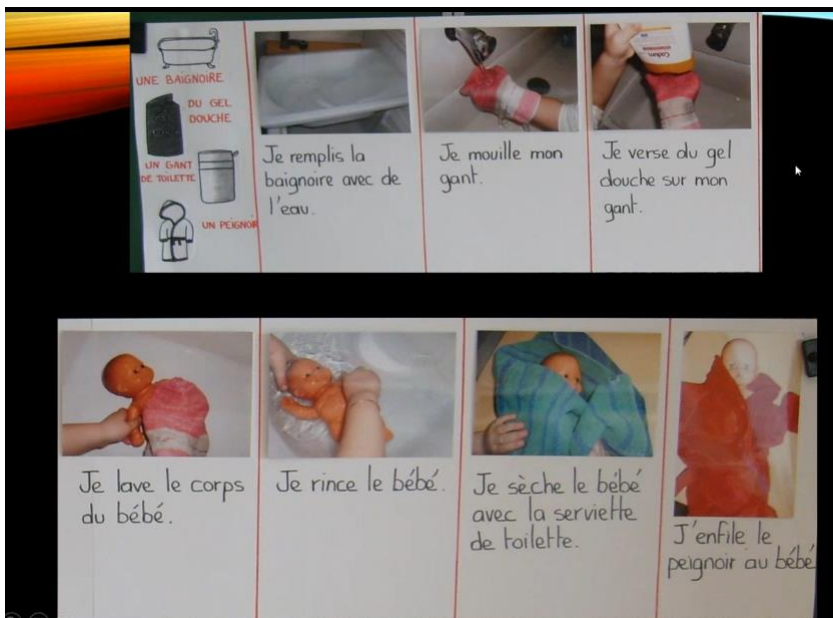 UNE BAIGNOIRE
DU GEL
DOUCHE
UN GANT
DE TOILETTE
UN PEIGNOIR
Je remplis la
baignoire avec de
l'eau.
Je mouille mon
gant.
Cadum
Je verse du gel
douche sur mon
gant.
Je lave le corps
du bébé.
Je rince le bébé.
Je sèche le bébé
avec la serviette
de toilette.
J'enfile le
peignoir au bébé